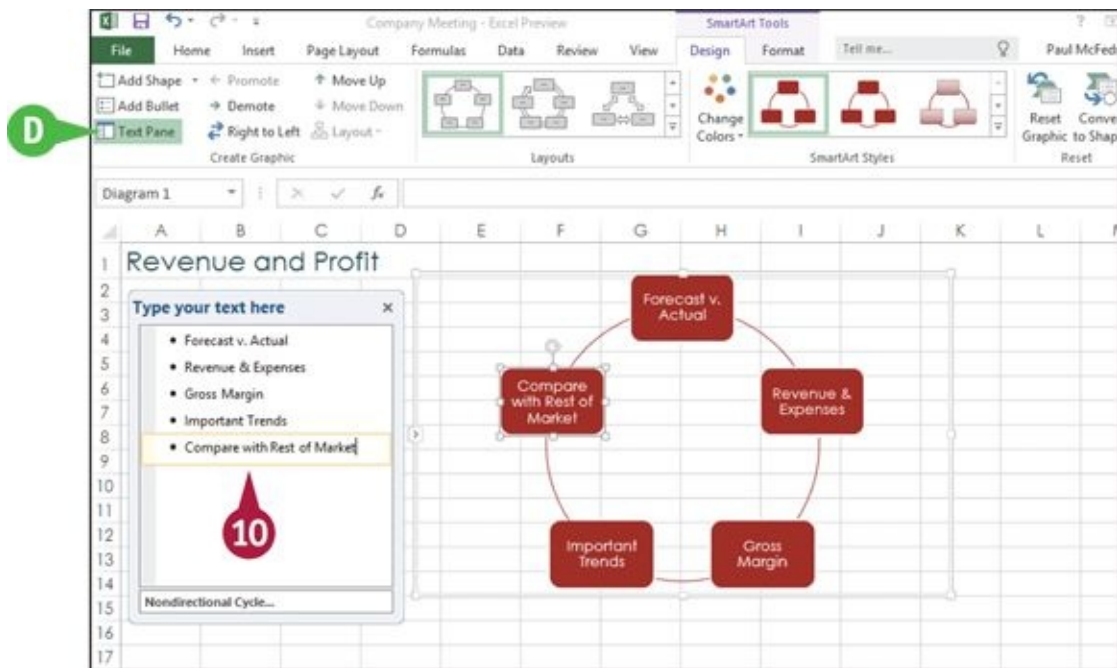 Company Meeting - Excel Preview
SmartArt Tools
?
File
Home
Insert
Page Layout
Formulas
Data
Review
View
Design
Format
Tell me...
Paul
Add Shape
Promote
Move Up
Add Bullet
Demote
Move Down
D
Text Pane
Right to Left
Layout
Change
Colors
Reset
Graphic
to
Create Graphic
Layouts
SmartArt Styles
Reset
Diagram 1
fx
A B C D E F G H I J K L
1 Revenue and Profit
2
3
4
5
6
7
8
9
10
11
12
13
14
15
16
17
Type your text here
• Forecast v. Actual
• Revenue & Expenses
• Gross Margin
• Important Trends
• Compare with Rest of Market
10
Nondirectional Cycle...
Forecast v.
Actual
Compare
with Rest of
Market
Revenue &
Expenses
Important
Trends
Gross
Margin